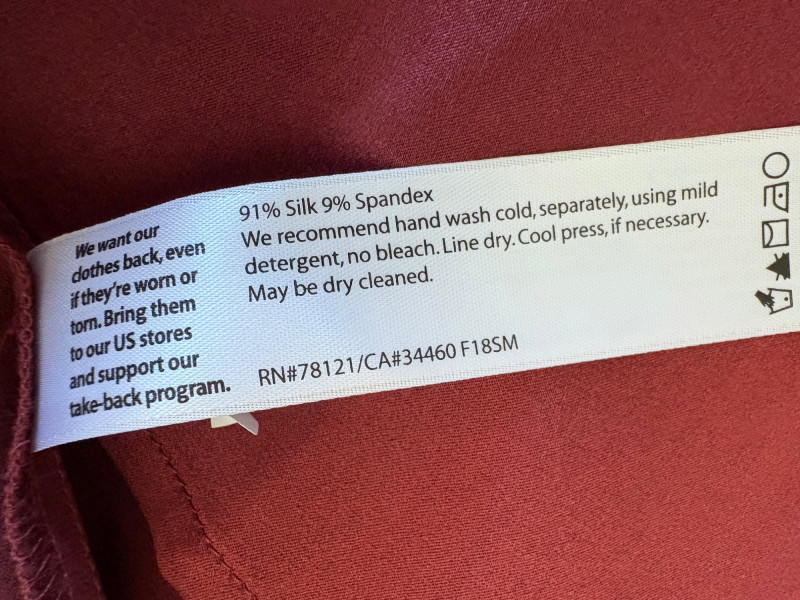 We want our
clothes back, even
if they're worn or
torn. Bring them
to our US stores
and support our
take-back program.
91% Silk 9% Spandex
We recommend hand wash cold, separately, using mild
detergent, no bleach. Line dry. Cool press, if necessary.
May be dry cleaned.
RN#78121/CA#34460 F18SM